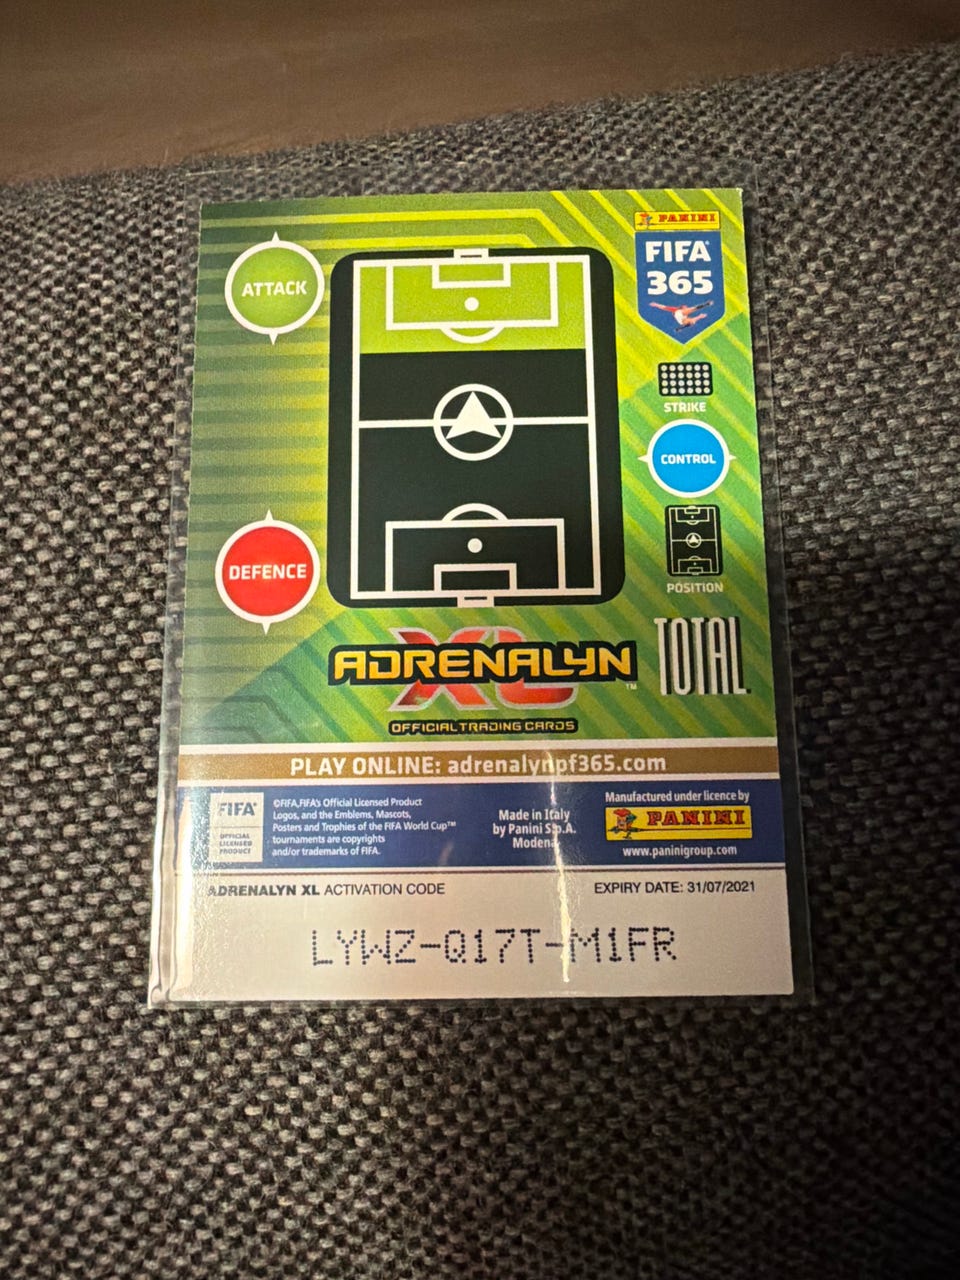 PANINI
FIFA
365
ATTACK
STRIKE
CONTROL
DEFENCE
POSITION
TOTAL
ADRENALYN™
XL
OFFICIAL TRADING CARDS
PLAY ONLINE: adrenalynpf365.com
FIFA®
OFFICIAL
LICENSED
PRODUCT
©FIFA,FIFA's Official Licensed Product
Logos, and the Emblems, Mascots,
Posters and Trophies of the FIFA World Cup™
tournaments are copyrights
and/or trademarks of FIFA.
Made in Italy
by Panini S.p.A.
Modena
Manufactured under licence by
PANINI
www.paninigroup.com
ADRENALYN XL ACTIVATION CODE
EXPIRY DATE: 31/07/2021
LYWZ-Q17T-M1FR